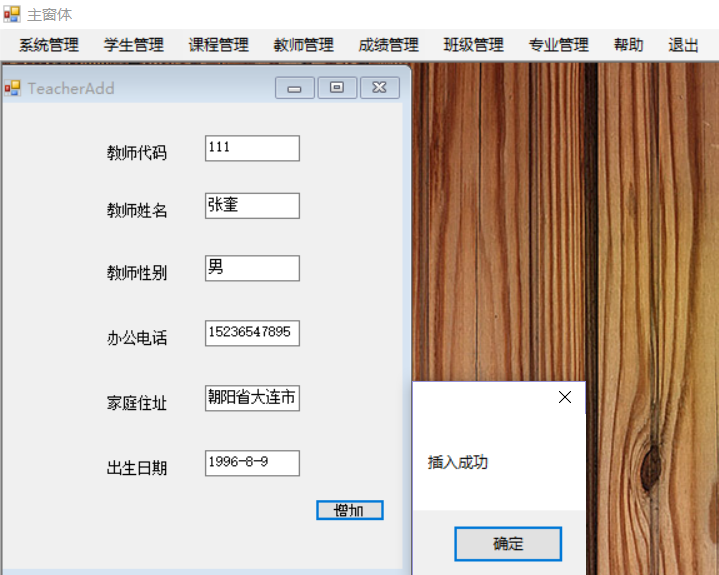 主窗体
系统管理 学生管理 课程管理 教师管理 成绩管理 班级管理 专业管理 帮助 退出
TeacherAdd
教师代码 111
教师姓名 张奎
教师性别 男
办公电话 15236547895
家庭住址 朝阳省大连市
出生日期 1996-8-9
增加
插入成功
确定